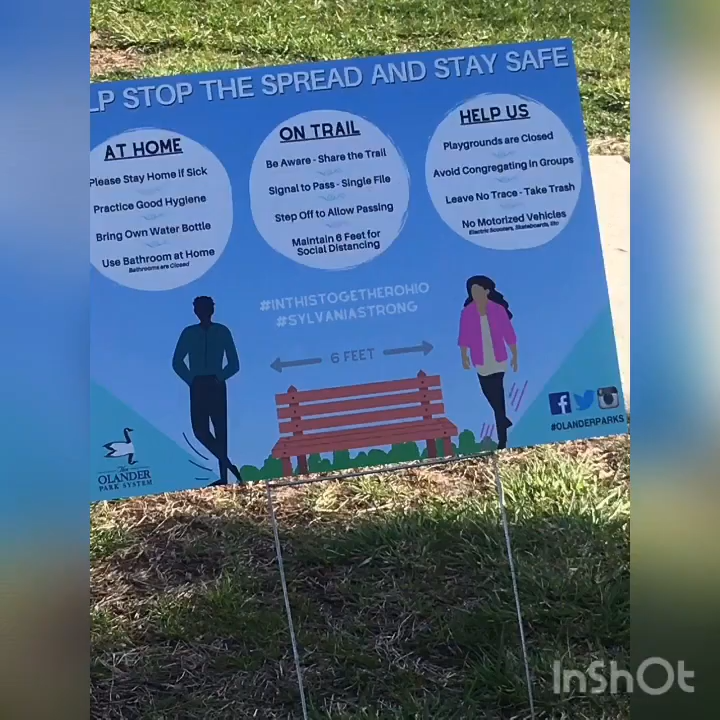 LP STOP THE SPREAD AND STAY SAFE
AT HOME
Please Stay Home if Sick
Practice Good Hygiene
Bring Own Water Bottle
Use Bathroom at Home
Bathrooms are Closed
ON TRAIL
Be Aware - Share the Trail
Signal to Pass - Single File
Step Off to Allow Passing
Maintain 6 Feet for
Social Distancing
HELP US
Playgrounds are Closed
Avoid Congregating in Groups
Leave No Trace - Take Trash
No Motorized Vehicles
Electric Scooters, Skateboards, Etc
#INTHISTOGETHEROHIO
#SYLVANIASTRONG
6 FEET
The
OLANDER
PARK SYSTEM
#OLANDERPARKS
InShOt